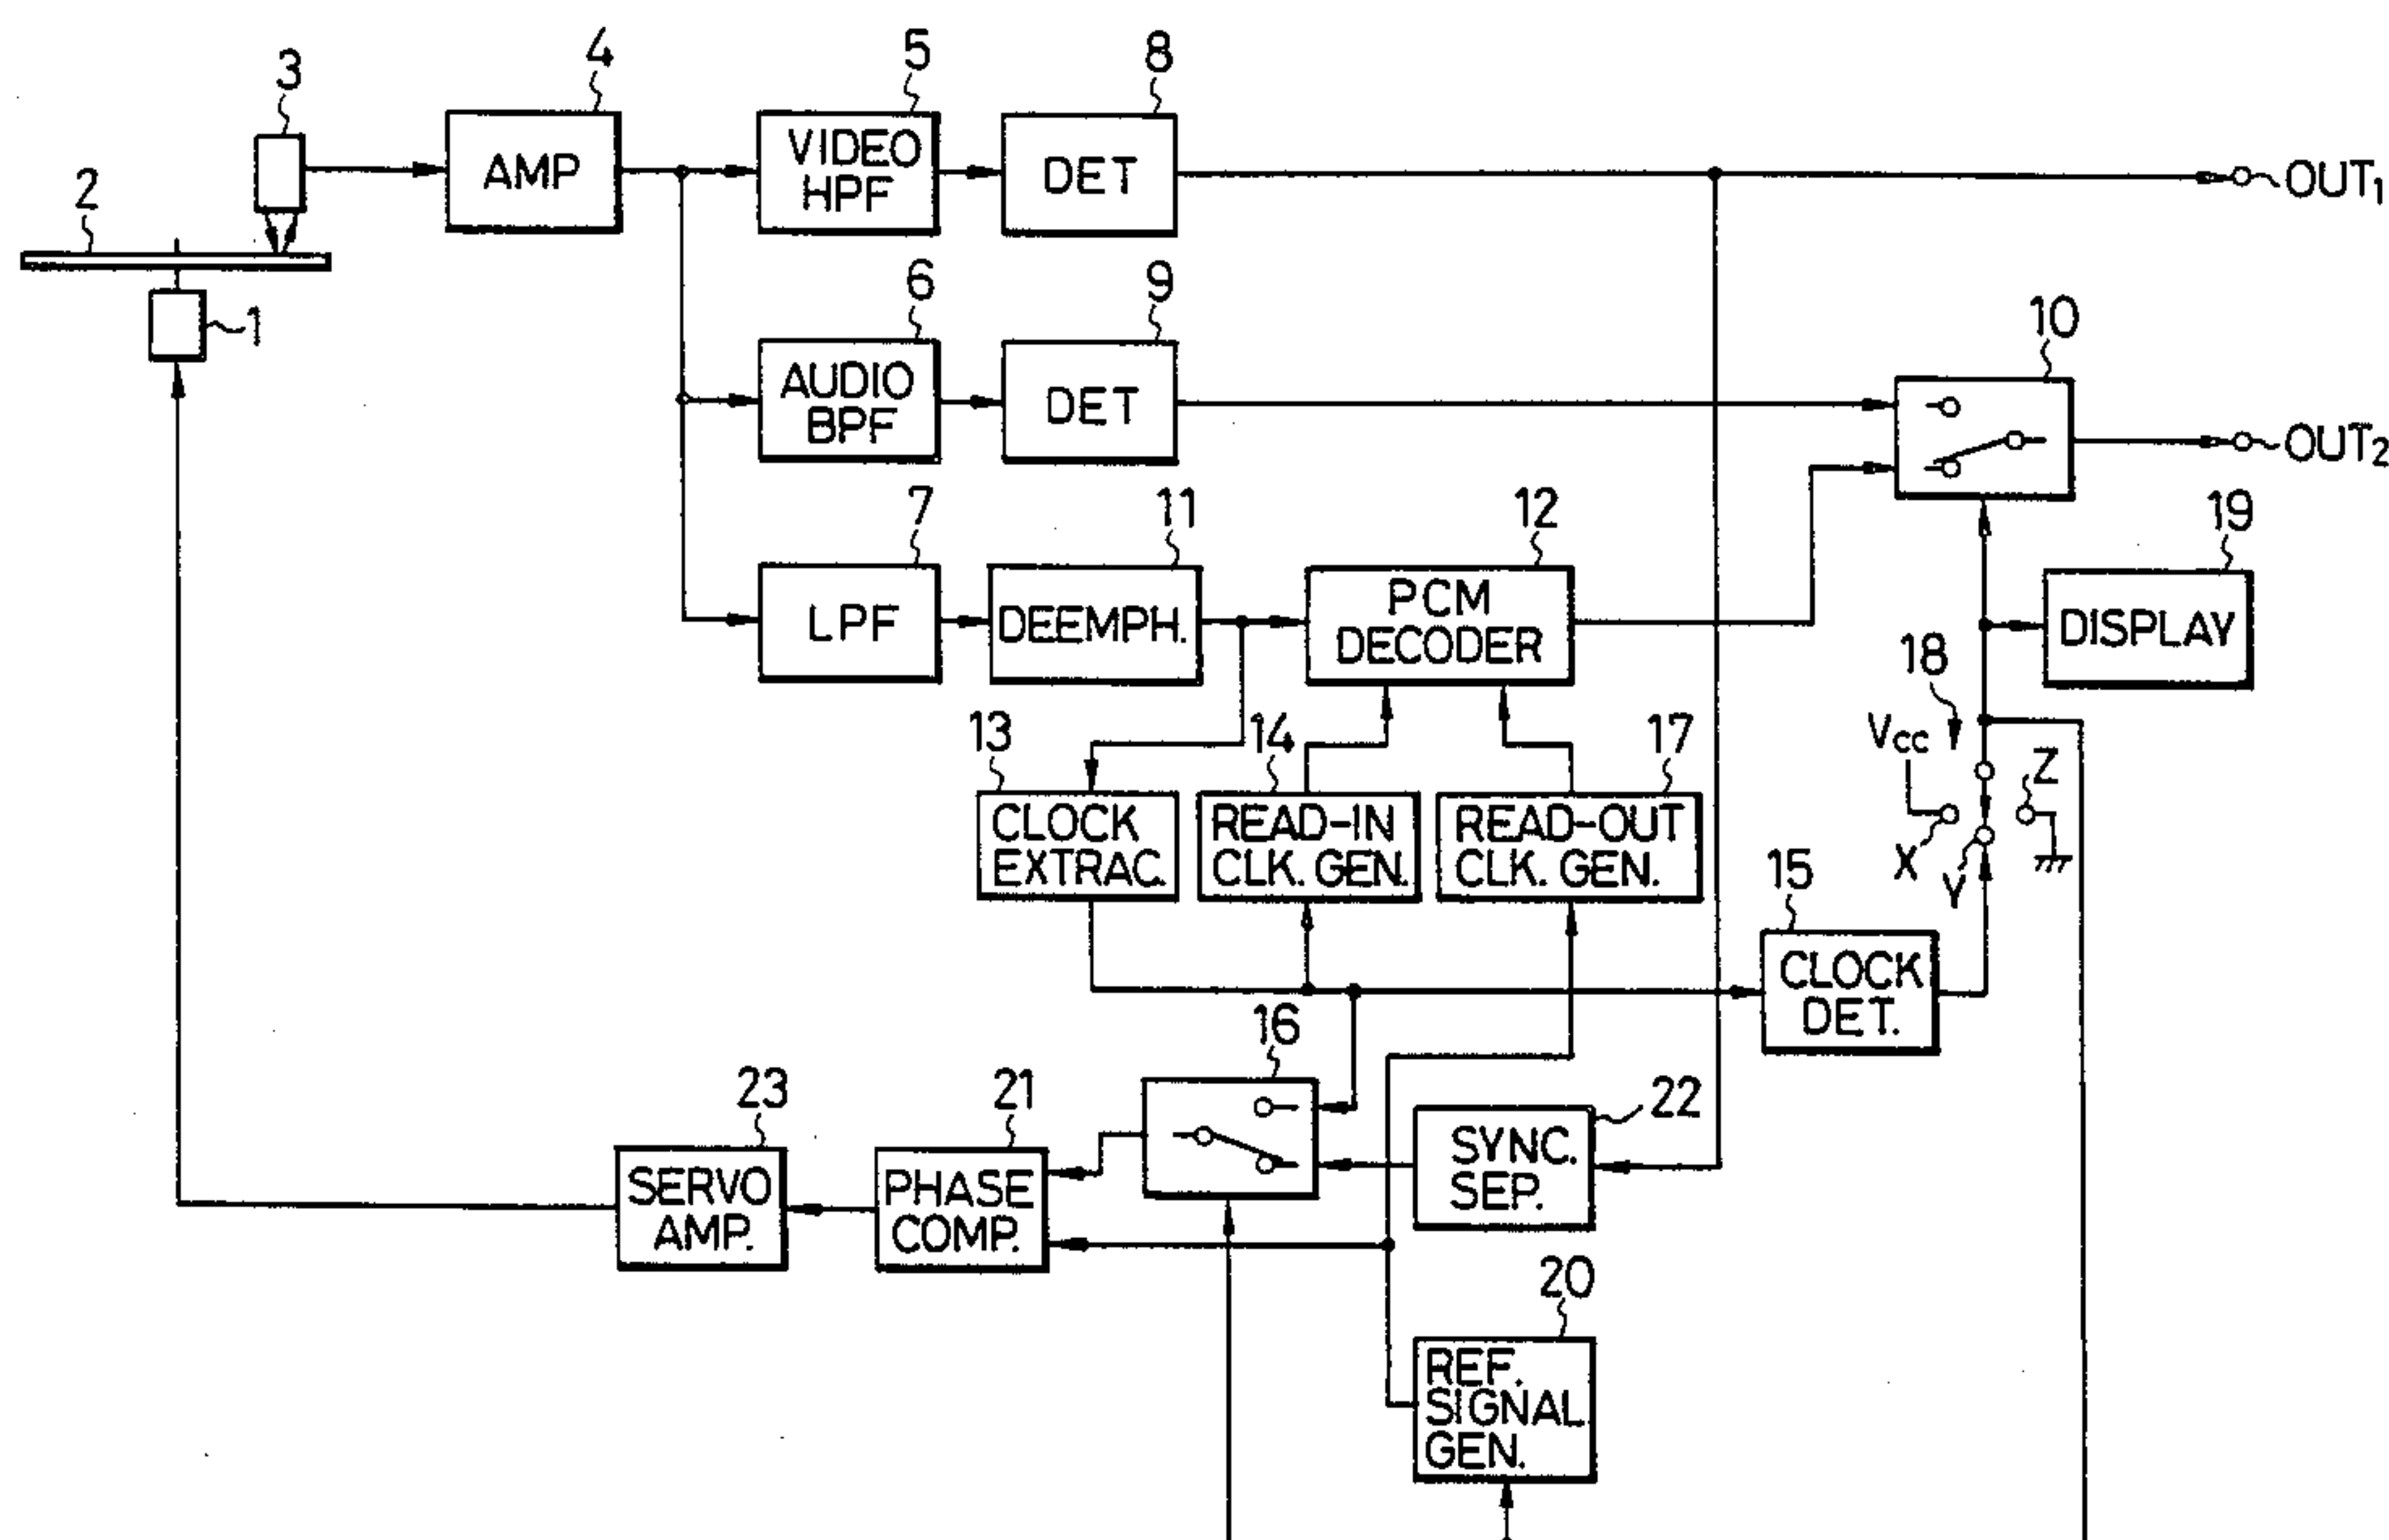 3
4
5
8
2
AMP
VIDEO
HPF
DET
OUT1
1
6
9
10
AUDIO
BPF
DET
OUT2
7
11
12
19
LPF
DEEMPH.
PCM
DECODER
DISPLAY
18
13
14
17
Vcc
Z
CLOCK
EXTRAC.
READ-IN
CLK. GEN.
READ-OUT
CLK. GEN.
X
Y
15
CLOCK
DET.
16
23
21
22
SERVO
AMP.
PHASE
COMP.
SYNC.
SEP.
20
REF.
SIGNAL
GEN.